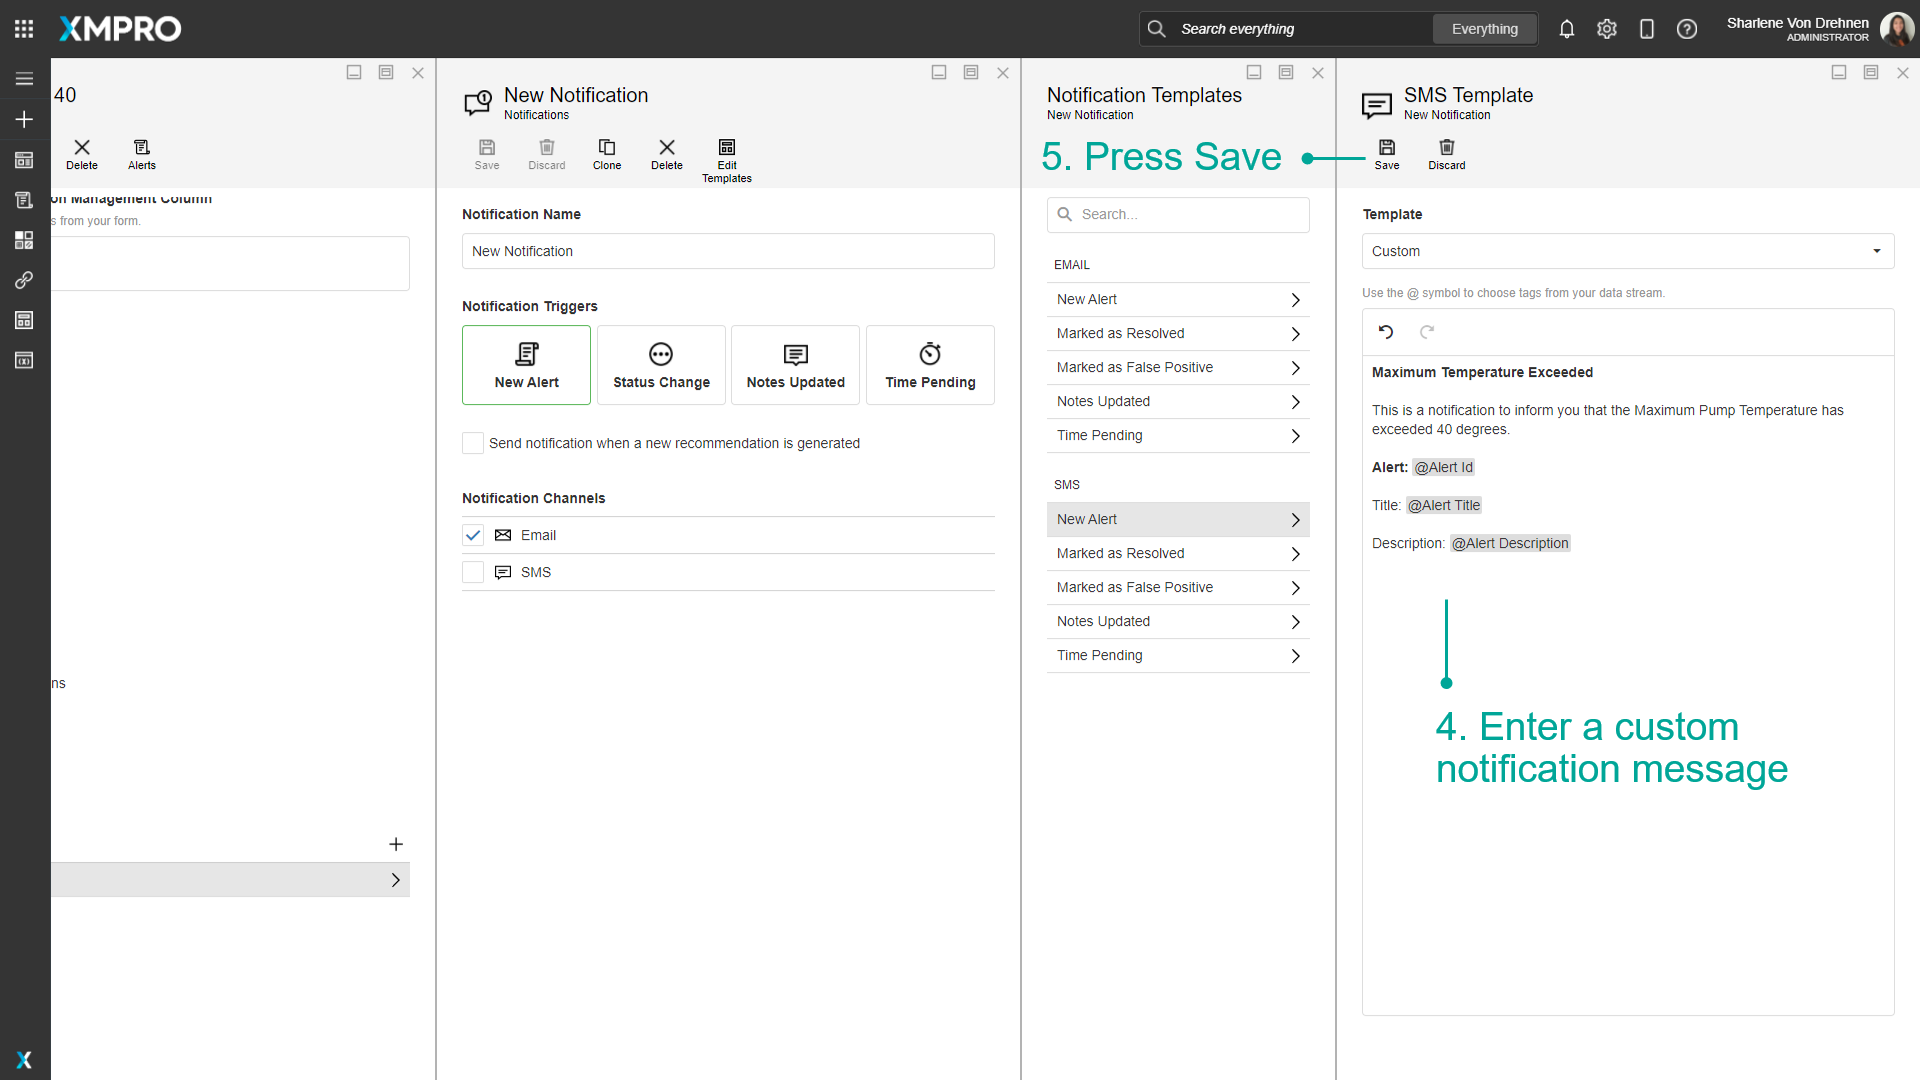 XMPRO
Search everything
Everything
Sharlene Von Drehnen
ADMINISTRATOR
40
Delete
Alerts
on Management Column
s from your form.
ns
New Notification
Notifications
Save
Discard
Clone
Delete
Edit
Templates
Notification Name
New Notification
Notification Triggers
New Alert
Status Change
Notes Updated
Time Pending
Send notification when a new recommendation is generated
Notification Channels
Email
SMS
Notification Templates
New Notification
5. Press Save
Search...
EMAIL
New Alert
Marked as Resolved
Marked as False Positive
Notes Updated
Time Pending
SMS
New Alert
Marked as Resolved
Marked as False Positive
Notes Updated
Time Pending
SMS Template
New Notification
Save
Discard
Template
Custom
Use the @ symbol to choose tags from your data stream.
Maximum Temperature Exceeded
This is a notification to inform you that the Maximum Pump Temperature has
exceeded 40 degrees.
Alert: @Alert Id
Title: @Alert Title
Description: @Alert Description
4. Enter a custom
notification message